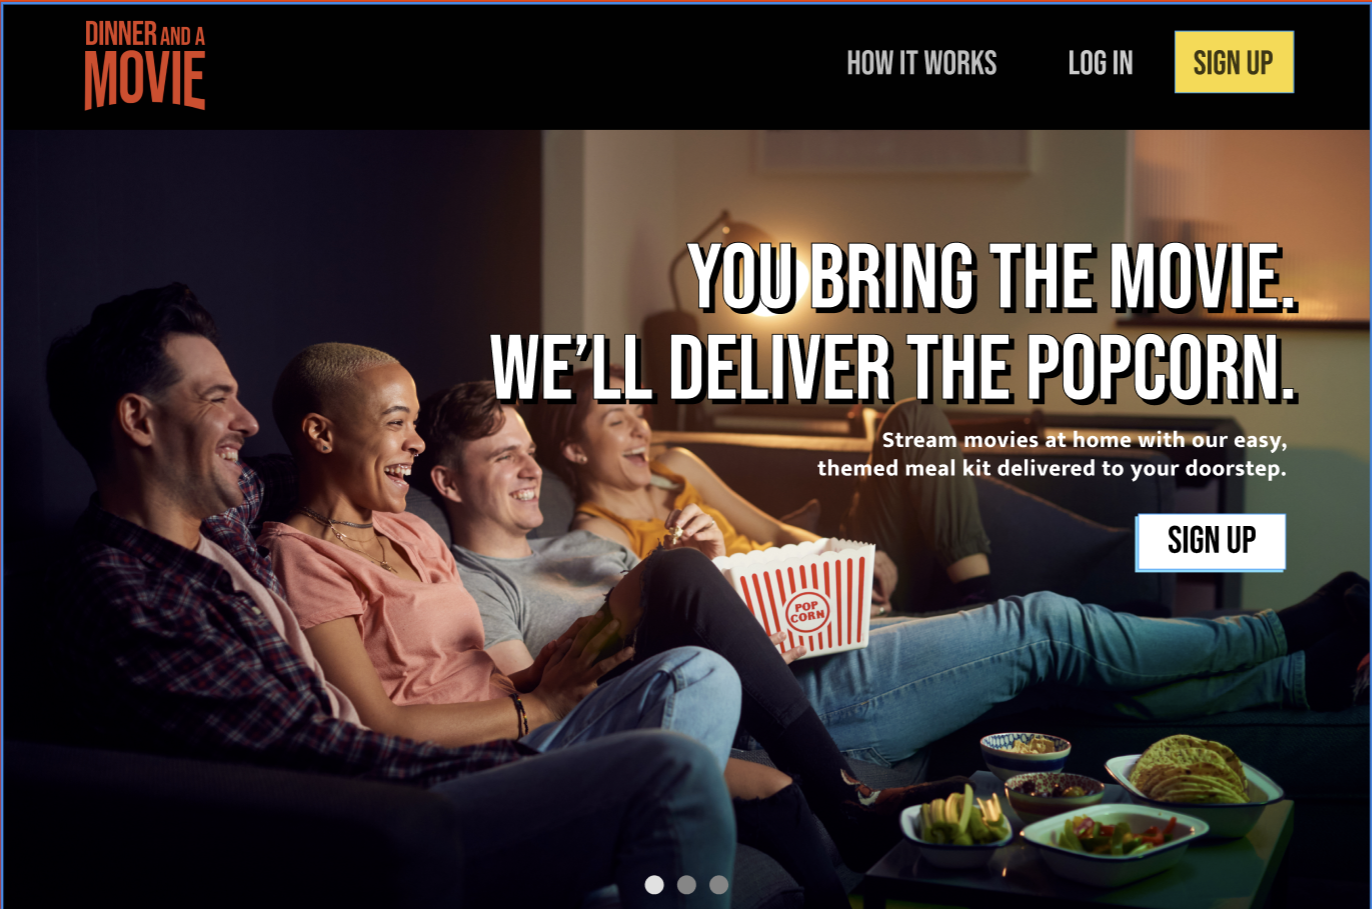 DINNER AND A
MOVIE
HOW IT WORKS
LOG IN
SIGN UP
YOU BRING THE MOVIE.
WE’LL DELIVER THE POPCORN.
Stream movies at home with our easy,
themed meal kit delivered to your doorstep.
SIGN UP
POP
CORN